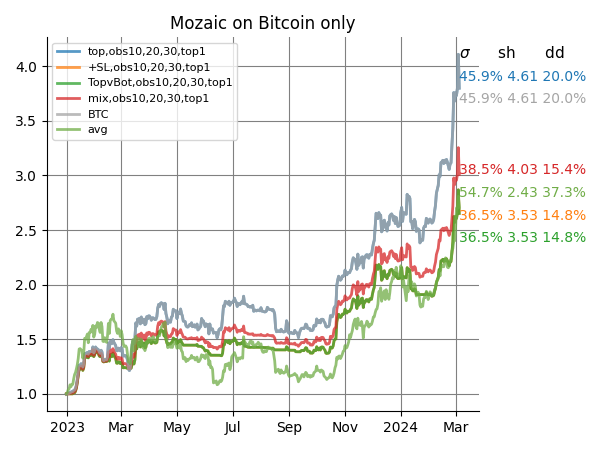 Mozaic on Bitcoin only
top,obs10,20,30,top1
+SL,obs10,20,30,top1
TopvBot,obs10,20,30,top1
mix,obs10,20,30,top1
BTC
avg
σ sh dd
45.9% 4.61 20.0%
45.9% 4.61 20.0%
38.5% 4.03 15.4%
54.7% 2.43 37.3%
36.5% 3.53 14.8%
36.5% 3.53 14.8%
4.0
3.5
3.0
2.5
2.0
1.5
1.0
2023 Mar May Jul Sep Nov 2024 Mar